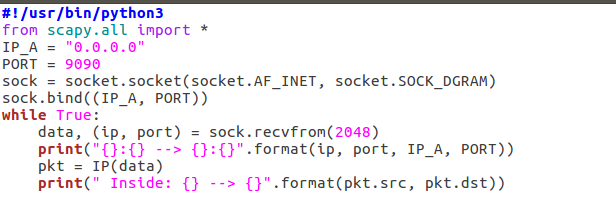 #!/usr/bin/python3
from scapy.all import *
IP_A = "0.0.0.0"
PORT = 9090
sock = socket.socket(socket.AF_INET, socket.SOCK_DGRAM)
sock.bind((IP_A, PORT))
while True:
    data, (ip, port) = sock.recvfrom(2048)
    print("{}:{} --> {}:{}".format(ip, port, IP_A, PORT))
    pkt = IP(data)
    print(" Inside: {} --> {}".format(pkt.src, pkt.dst))